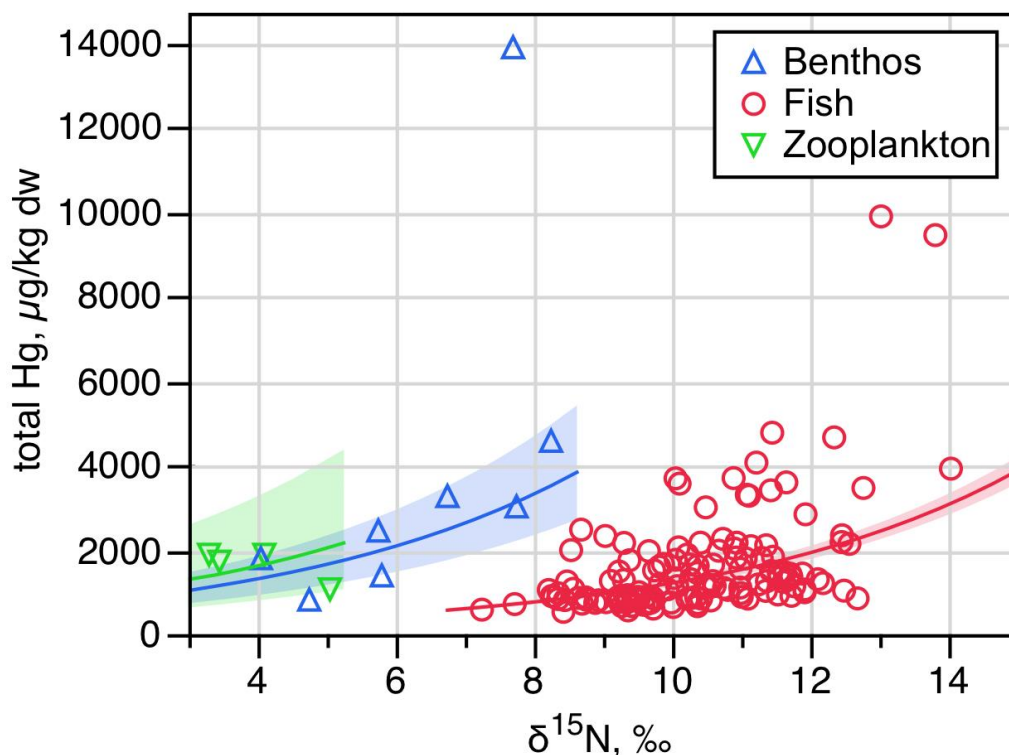 14000
12000
10000
8000
6000
4000
2000
0
total Hg, µg/kg dw
Benthos
Fish
Zooplankton
4 6 8 10 12 14
δ¹⁵N, ‰